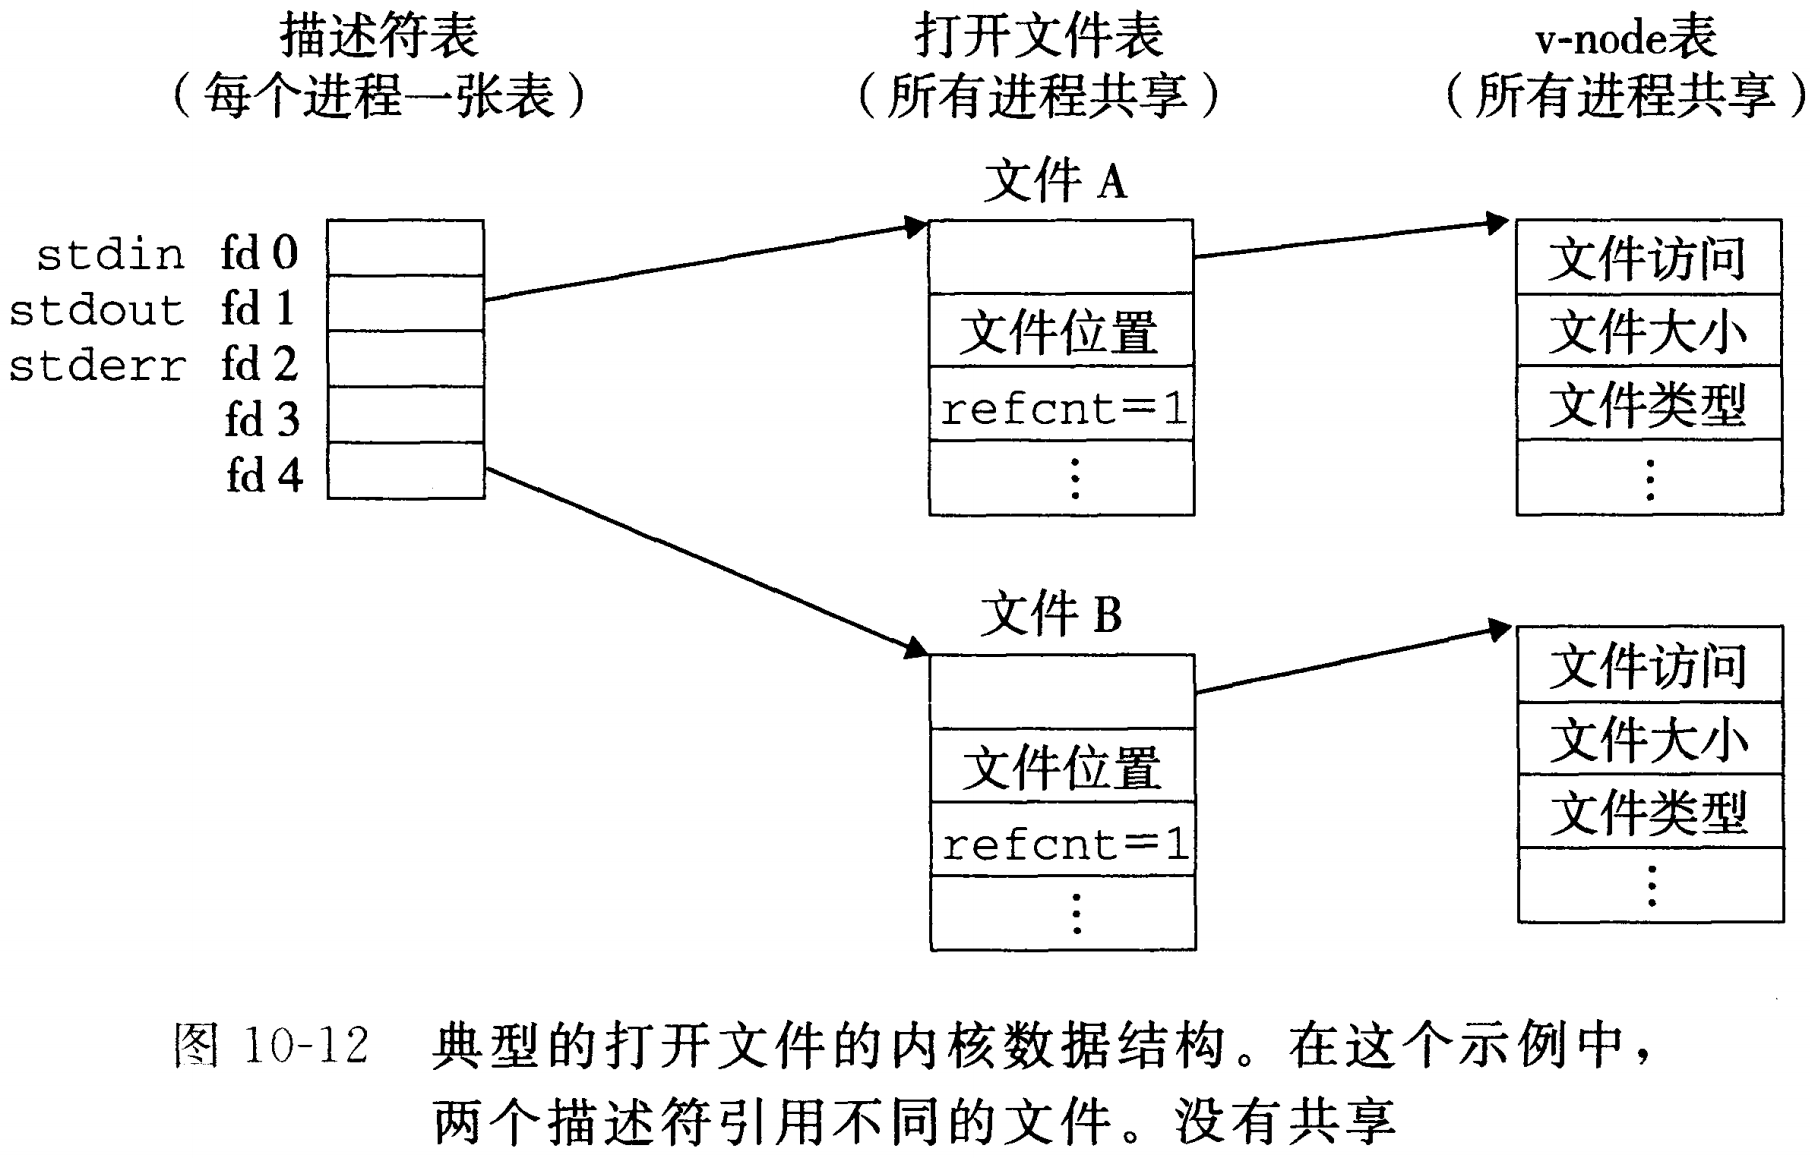 描述符表
（每个进程一张表）
打开文件表
（所有进程共享）
v-node表
（所有进程共享）
stdin fd 0
stdout fd 1
stderr fd 2
fd 3
fd 4
文件 A
文件位置
refcnt=1
⋮
文件访问
文件大小
文件类型
⋮
文件 B
文件位置
refcnt=1
⋮
文件访问
文件大小
文件类型
⋮
图 10-12 典型的打开文件的内核数据结构。在这个示例中，
两个描述符引用不同的文件。没有共享